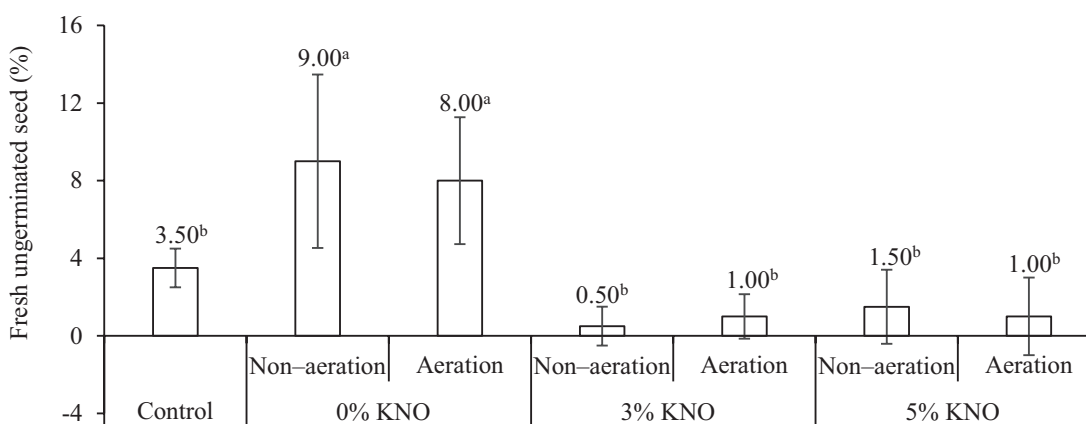 Fresh ungerminated seed (%)
16
12
8
4
0
-4
3.50ᵇ
9.00ᵃ
8.00ᵃ
0.50ᵇ
1.00ᵇ
1.50ᵇ
1.00ᵇ
Non–aeration
Aeration
Non–aeration
Aeration
Non–aeration
Aeration
Control
0% KNO
3% KNO
5% KNO